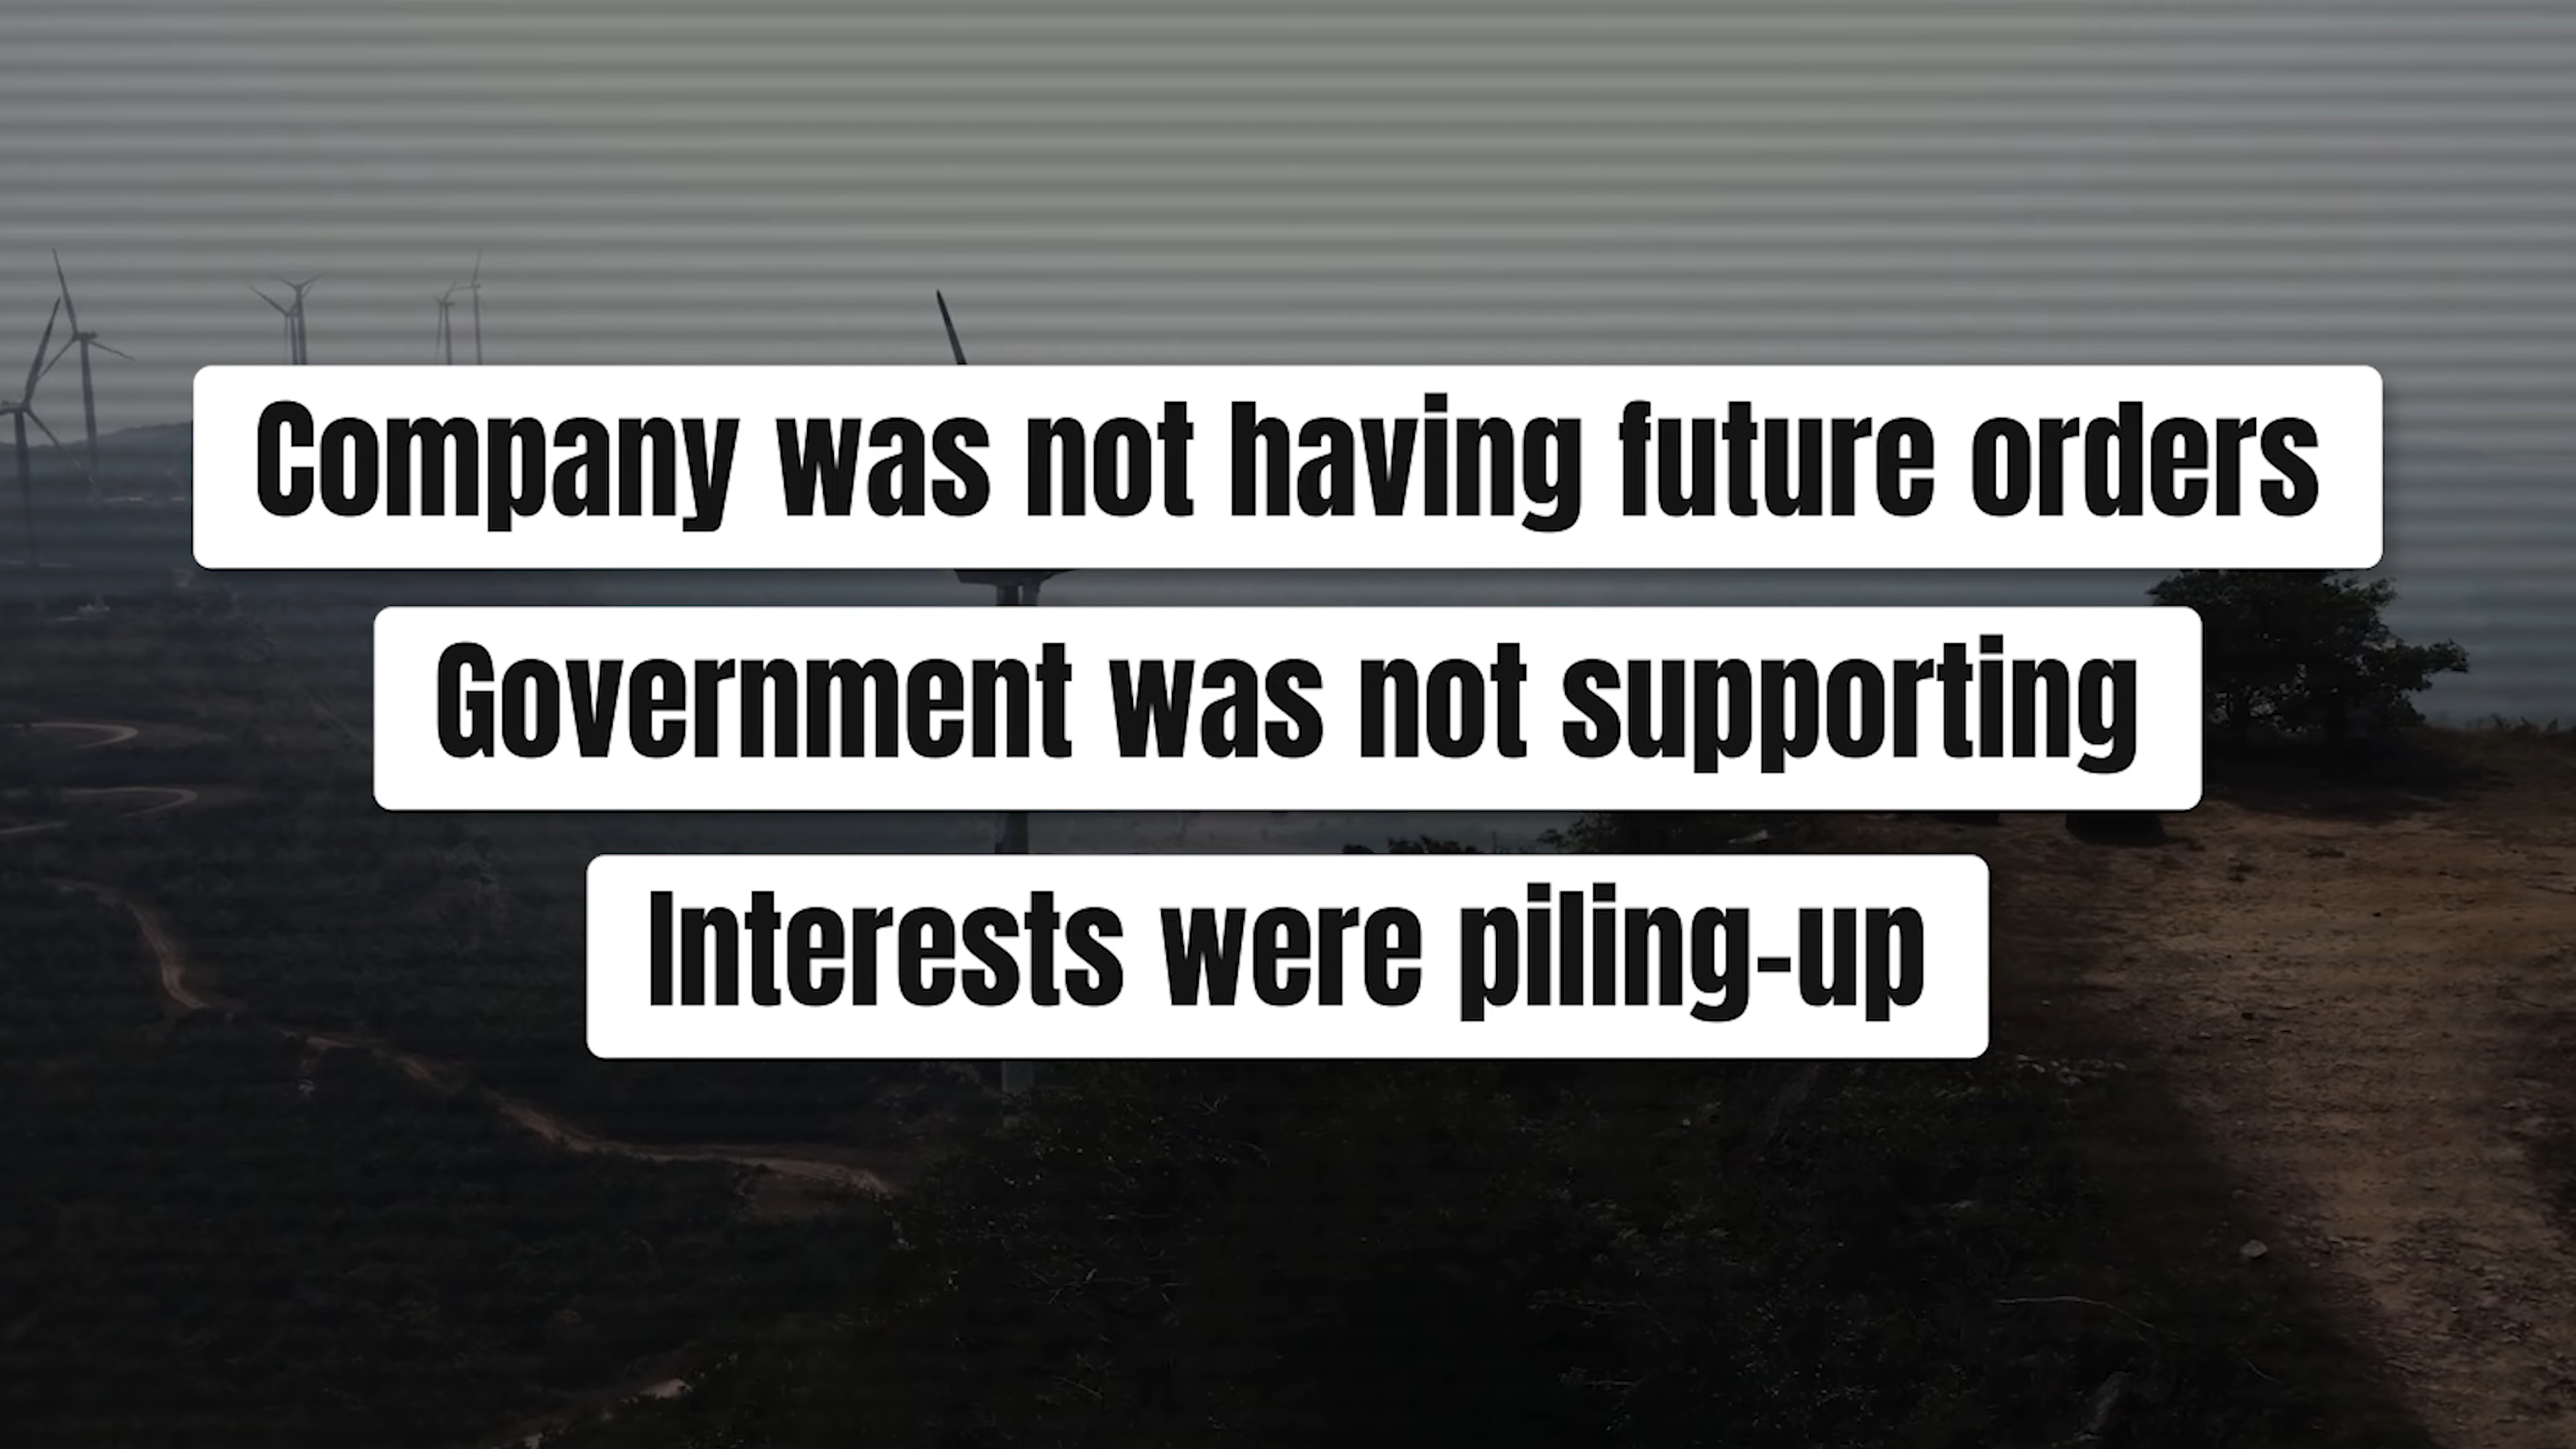 Company was not having future orders
Government was not supporting
Interests were piling-up